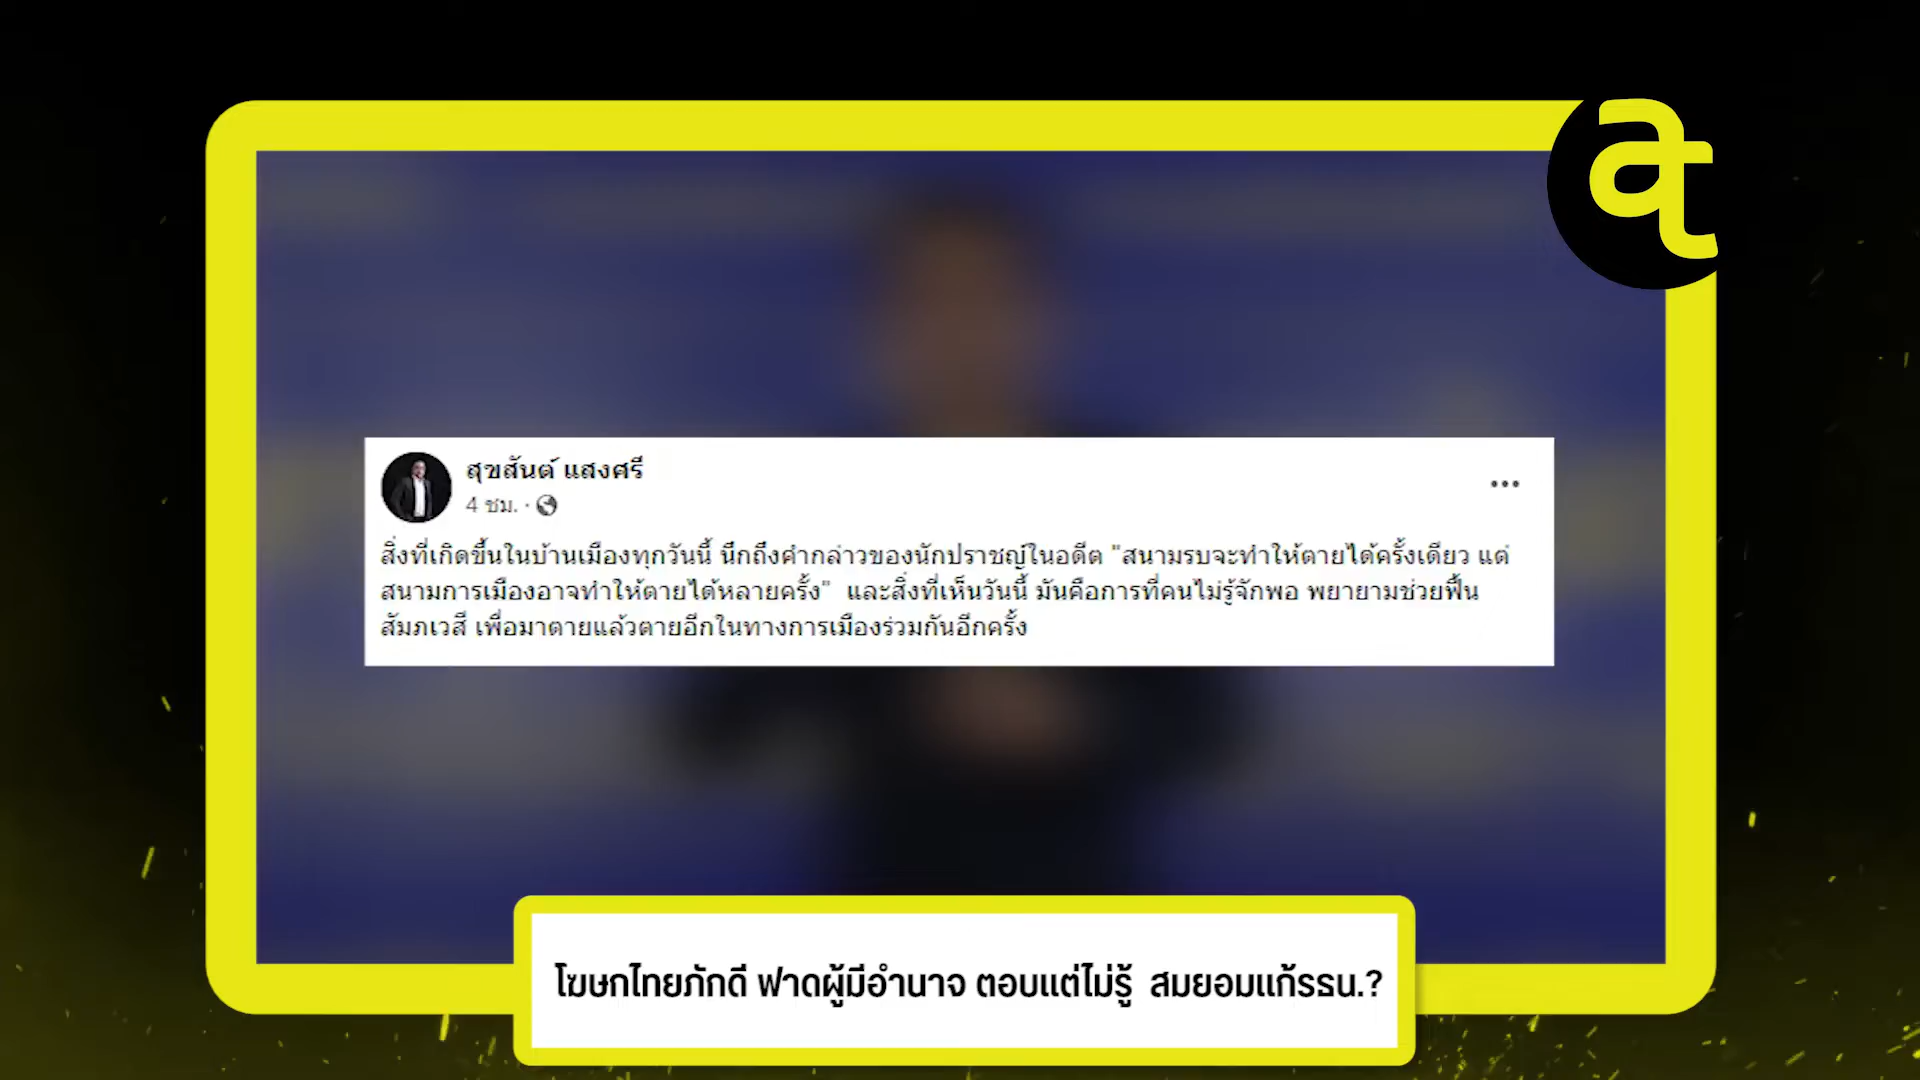 สุขสันต์ แสงศรี
4 ชม. ·
สิ่งที่เกิดขึ้นในบ้านเมืองทุกวันนี้ นึกถึงคำกล่าวของนักปราชญ์ในอดีต "สนามรบจะทำให้ตายได้ครั้งเดียว แต่
สนามการเมืองอาจทำให้ตายได้หลายครั้ง" และสิ่งที่เห็นวันนี้ มันคือการที่คนไม่รู้จักพอ พยายามช่วยฟื้น
สัมภเวสี เพื่อมาตายแล้วตายอีกในทางการเมืองร่วมกันอีกครั้ง
โฆษกไทยภักดี ฟาดผู้มีอำนาจ ตอบแต่ไม่รู้ สมยอมแก้รธน.?